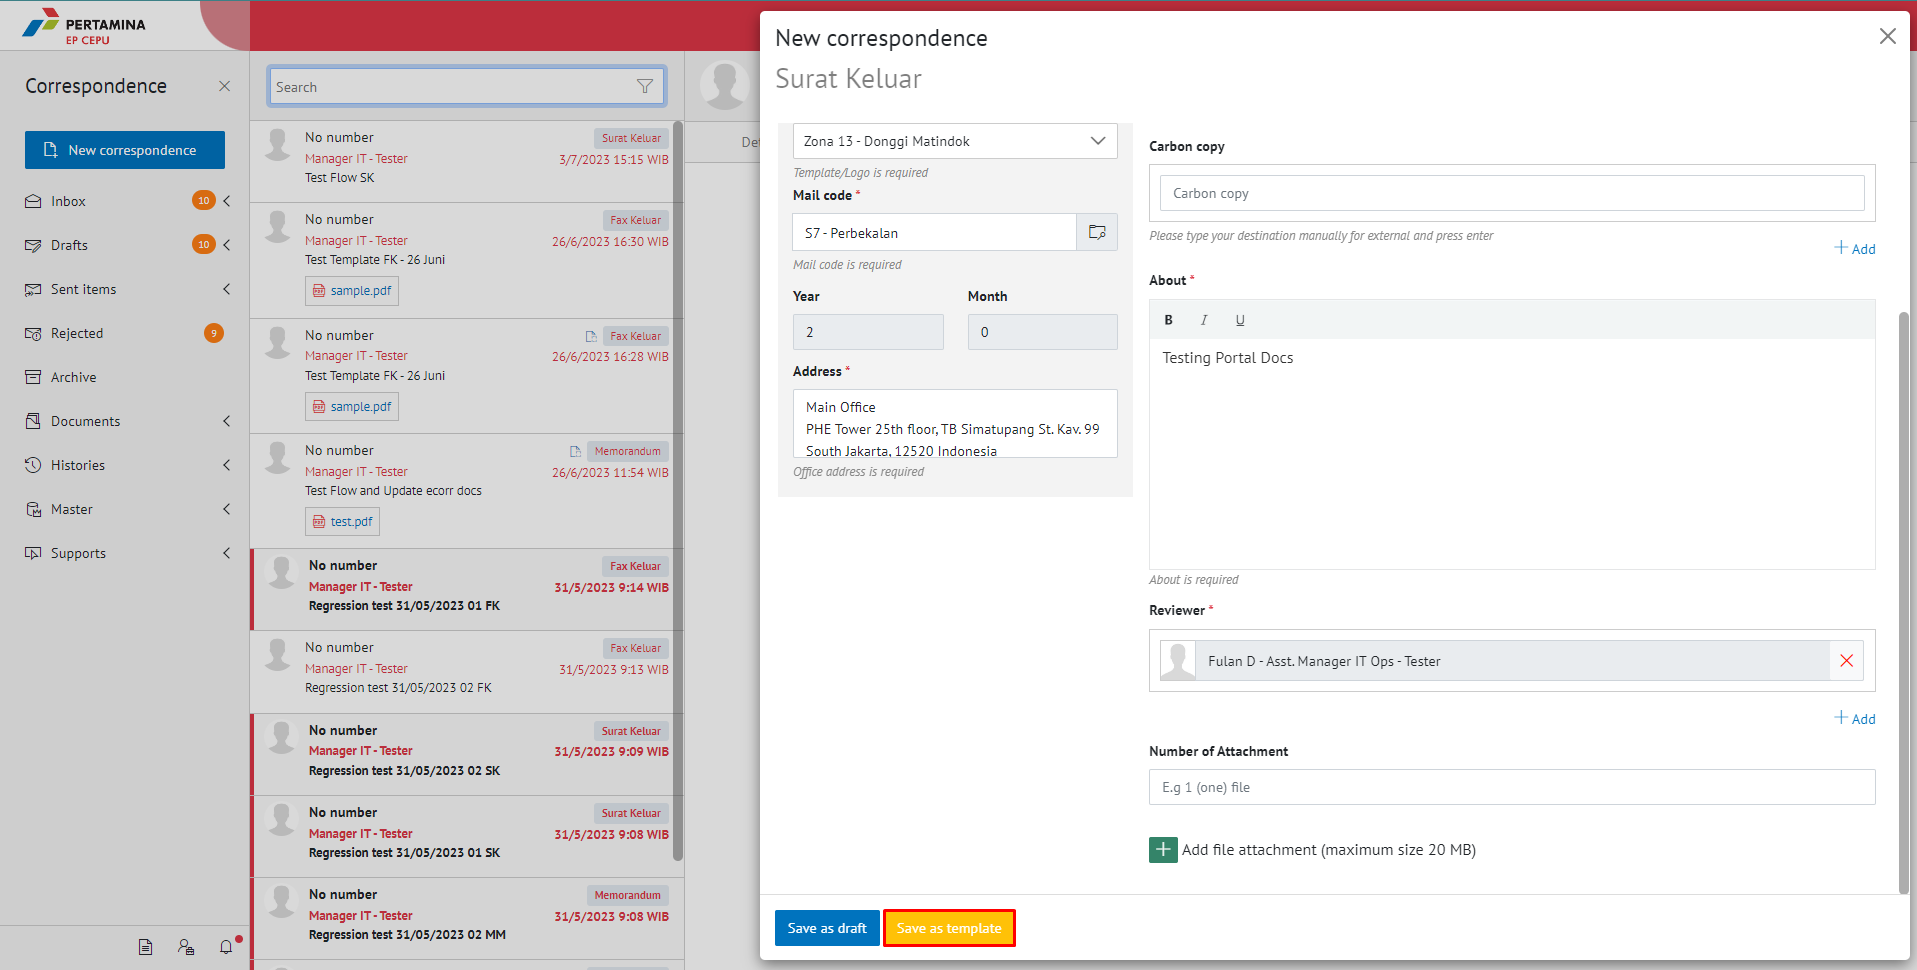 PERTAMINA
EP CEPU
Correspondence
New correspondence
Inbox
10
Drafts
10
Sent items
Rejected
9
Archive
Documents
Histories
Master
Supports
Search
No number
Surat Keluar
Manager IT - Tester
3/7/2023 15:15 WIB
Test Flow SK
No number
Fax Keluar
Manager IT - Tester
26/6/2023 16:30 WIB
Test Template FK - 26 Juni
sample.pdf
No number
Fax Keluar
Manager IT - Tester
26/6/2023 16:28 WIB
Test Template FK - 26 Juni
sample.pdf
No number
Memorandum
Manager IT - Tester
26/6/2023 11:54 WIB
Test Flow and Update ecorr docs
test.pdf
No number
Fax Keluar
Manager IT - Tester
31/5/2023 9:14 WIB
Regression test 31/05/2023 01 FK
No number
Fax Keluar
Manager IT - Tester
31/5/2023 9:13 WIB
Regression test 31/05/2023 02 FK
No number
Surat Keluar
Manager IT - Tester
31/5/2023 9:09 WIB
Regression test 31/05/2023 02 SK
No number
Surat Keluar
Manager IT - Tester
31/5/2023 9:08 WIB
Regression test 31/05/2023 01 SK
No number
Memorandum
Manager IT - Tester
31/5/2023 9:08 WIB
Regression test 31/05/2023 02 MM
Det
New correspondence
Surat Keluar
Zona 13 - Donggi Matindok
Template/Logo is required
Mail code *
S7 - Perbekalan
Mail code is required
Year
Month
2
0
Address *
Main Office
PHE Tower 25th floor, TB Simatupang St. Kav. 99
South Jakarta, 12520 Indonesia
Office address is required
Carbon copy
Carbon copy
Please type your destination manually for external and press enter
+ Add
About *
B I U
Testing Portal Docs
About is required
Reviewer *
Fulan D - Asst. Manager IT Ops - Tester
+ Add
Number of Attachment
E.g 1 (one) file
+ Add file attachment (maximum size 20 MB)
Save as draft
Save as template